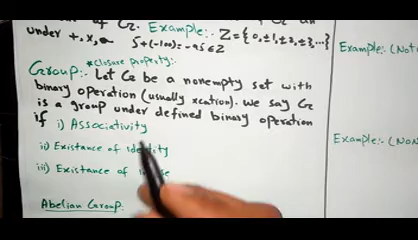 of G. Example:-
under +, x, Z = {0, ±1, ±2, ±3, ...}
5 + (-100) = -95 ∈ Z
Example:- (Not
*closure property:-
Group:- Let G be a nonempty set with
binary operation (usually xcation). we say G
is a group under defined binary operation
if i) Associativity
ii) Existance of identity
iii) Existance of
Example:- (Non
Abelian Group: